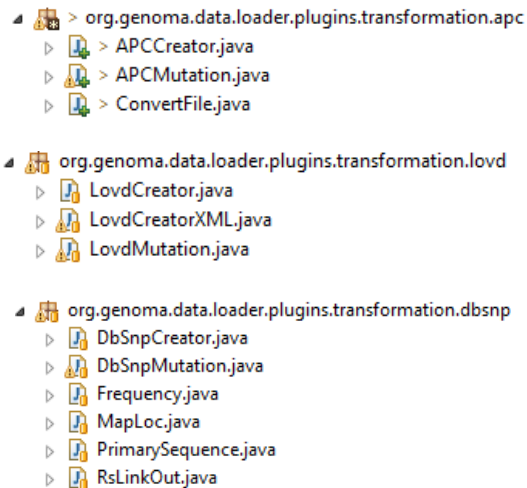 > org.genoma.data.loader.plugins.transformation.apc
> APCCreator.java
> APCMutation.java
> ConvertFile.java
org.genoma.data.loader.plugins.transformation.lovd
LovdCreator.java
LovdCreatorXML.java
LovdMutation.java
org.genoma.data.loader.plugins.transformation.dbsnp
DbSnpCreator.java
DbSnpMutation.java
Frequency.java
MapLoc.java
PrimarySequence.java
RsLinkOut.java